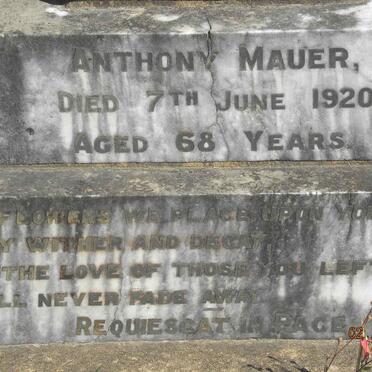 ANTHONY MAUER,
DIED 7TH JUNE 1920
AGED 68 YEARS.
FLOWERS WE PLACE UPON YOU
WITHER AND DECAY,
THE LOVE OF THOSE YOU LEFT
NEVER FADE AWAY
REQUIESCAT IN PACE